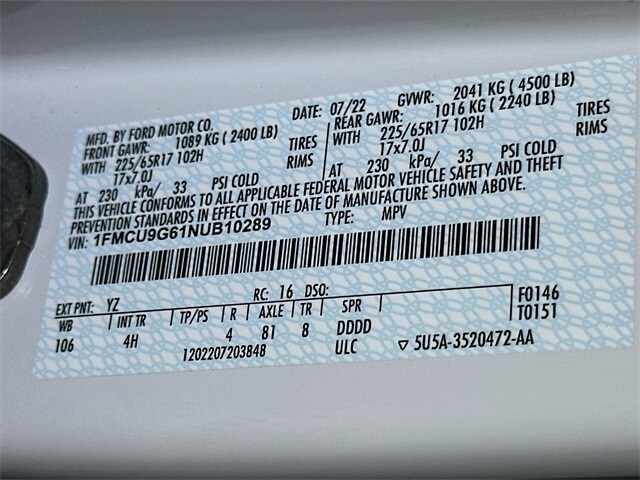 MFD. BY FORD MOTOR CO. DATE: 07/22 GVWR: 2041 KG ( 4500 LB)
FRONT GAWR: 1089 KG ( 2400 LB) REAR GAWR: 1016 KG ( 2240 LB)
WITH 225/65R17 102H TIRES WITH 225/65R17 102H TIRES
17x7.0J RIMS 17x7.0J RIMS
AT 230 kPa/ 33 PSI COLD AT 230 kPa/ 33 PSI COLD
THIS VEHICLE CONFORMS TO ALL APPLICABLE FEDERAL MOTOR VEHICLE SAFETY AND THEFT
PREVENTION STANDARDS IN EFFECT ON THE DATE OF MANUFACTURE SHOWN ABOVE.
VIN: 1FMCU9G61NUB10289 TYPE: MPV
EXT PNT: YZ RC: 16 DSO: F0146
WB INT TR TP/PS R AXLE TR SPR T0151
106 4H 4 81 8 DDDD
1202207203848 ULC ▽ 5U5A-3520472-AA